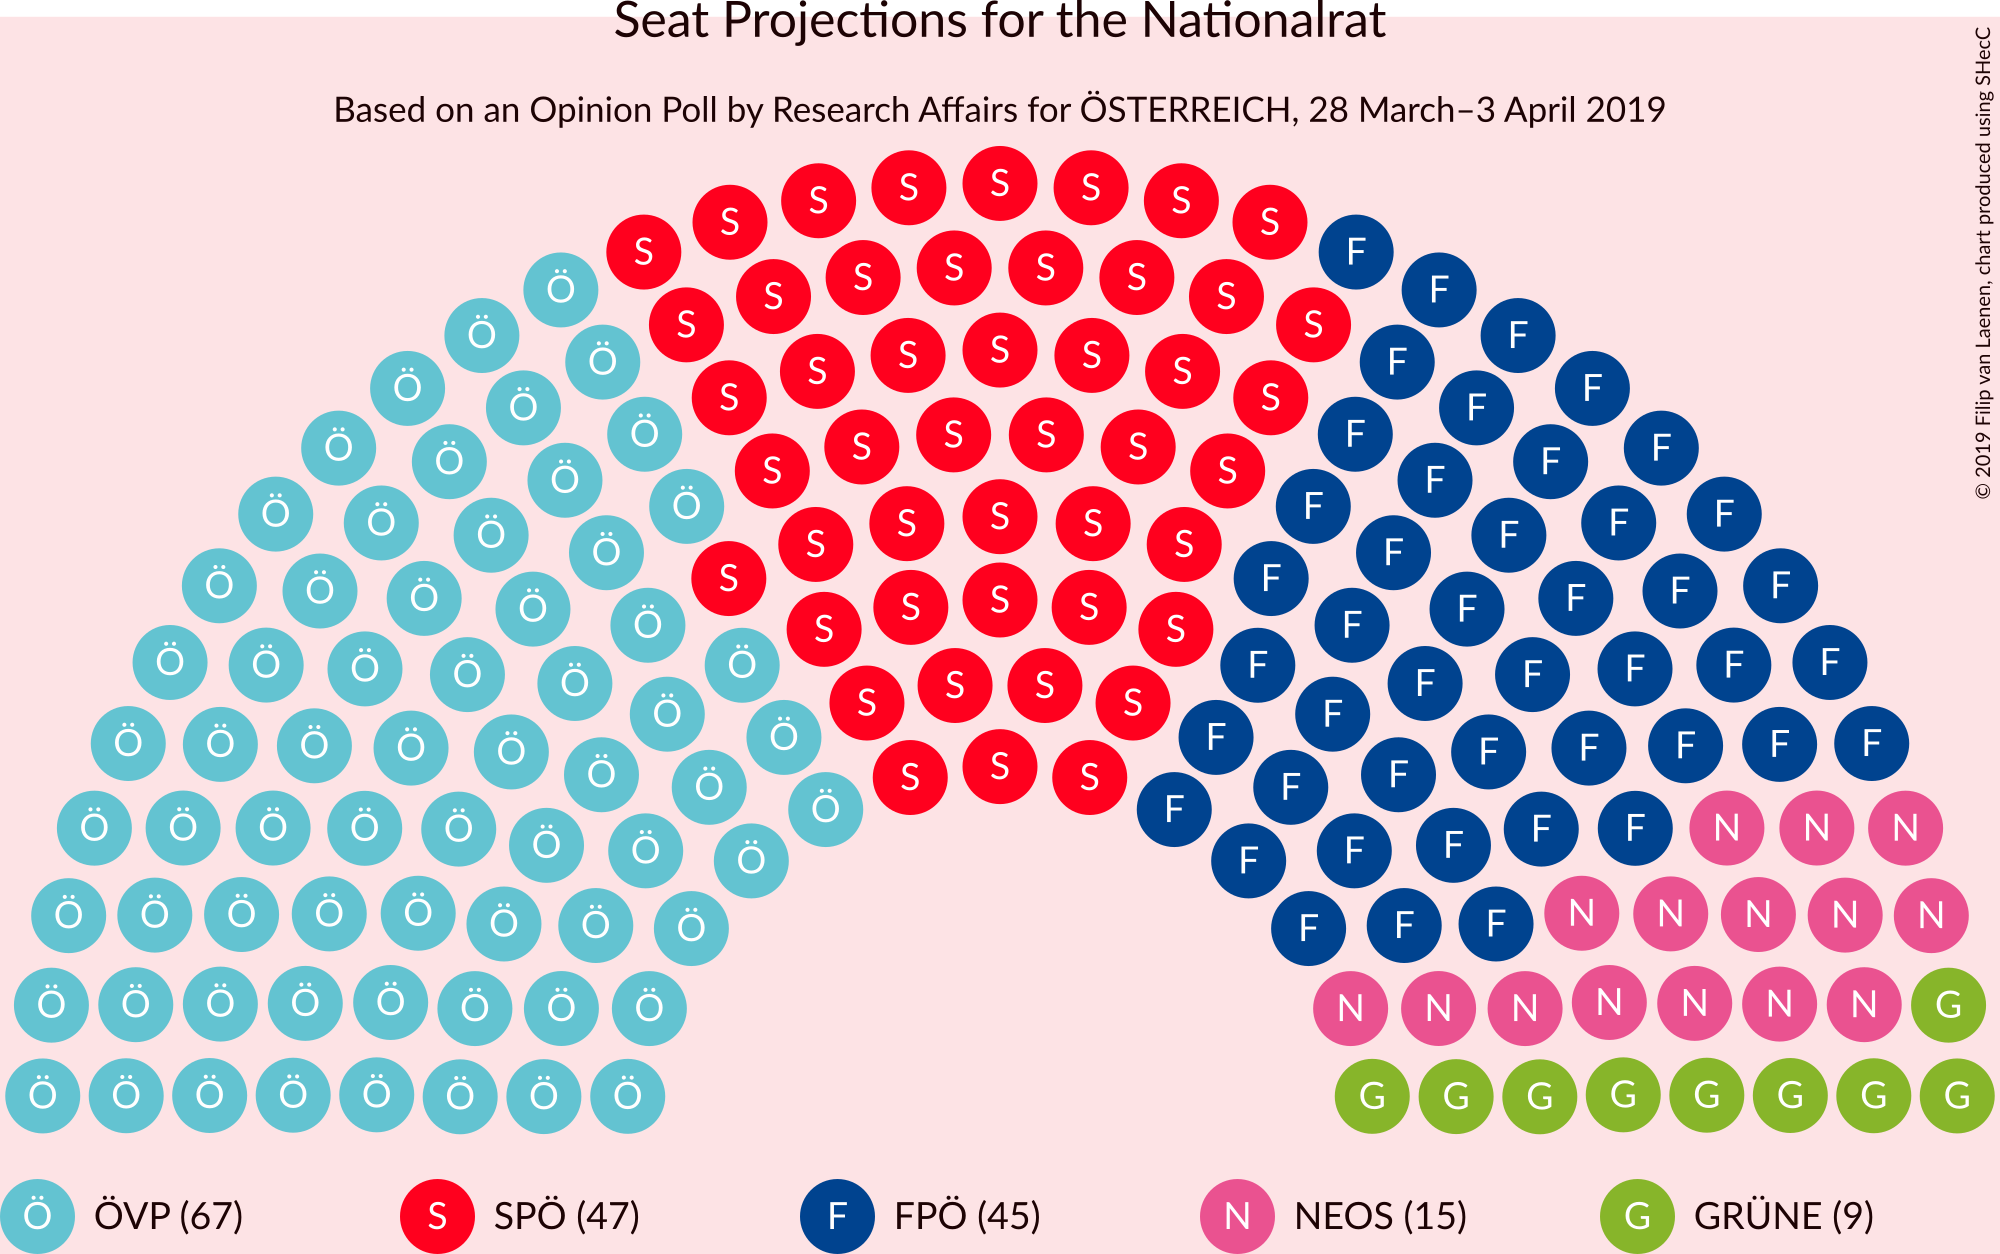 Seat Projections for the Nationalrat
Based on an Opinion Poll by Research Affairs for ÖSTERREICH, 28 March–3 April 2019
© 2019 Filip van Laenen, chart produced using SHecC
S S S S S S S S S F
Ö S S S S S S S S F
Ö Ö S S S S S S S F F
Ö Ö Ö S S S S S S F F F
Ö Ö Ö Ö S S S S S F F F F
Ö Ö Ö Ö S S S S S F F F F
Ö Ö Ö Ö Ö S S S S F F F F F
Ö Ö Ö Ö Ö Ö S S S F F F F F F
Ö Ö Ö Ö Ö Ö Ö Ö F F F F F F F F
Ö Ö Ö Ö Ö Ö Ö Ö F F F F F N N N
Ö Ö Ö Ö Ö Ö Ö Ö F F F N N N N N
Ö Ö Ö Ö Ö Ö Ö Ö N N N N N N N G
Ö Ö Ö Ö Ö Ö Ö Ö G G G G G G G G
Ö ÖVP (67) S SPÖ (47) F FPÖ (45) N NEOS (15) G GRÜNE (9)